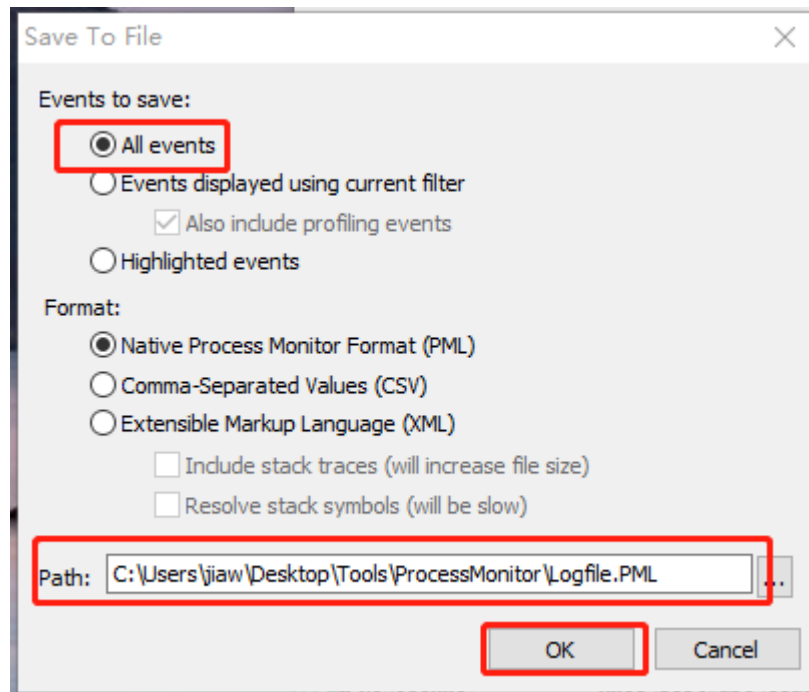 Save To File
Events to save:
All events
Events displayed using current filter
Also include profiling events
Highlighted events
Format:
Native Process Monitor Format (PML)
Comma-Separated Values (CSV)
Extensible Markup Language (XML)
Include stack traces (will increase file size)
Resolve stack symbols (will be slow)
Path: C:\Users\jiaw\Desktop\Tools\ProcessMonitor\Logfile.PML ...
OK Cancel